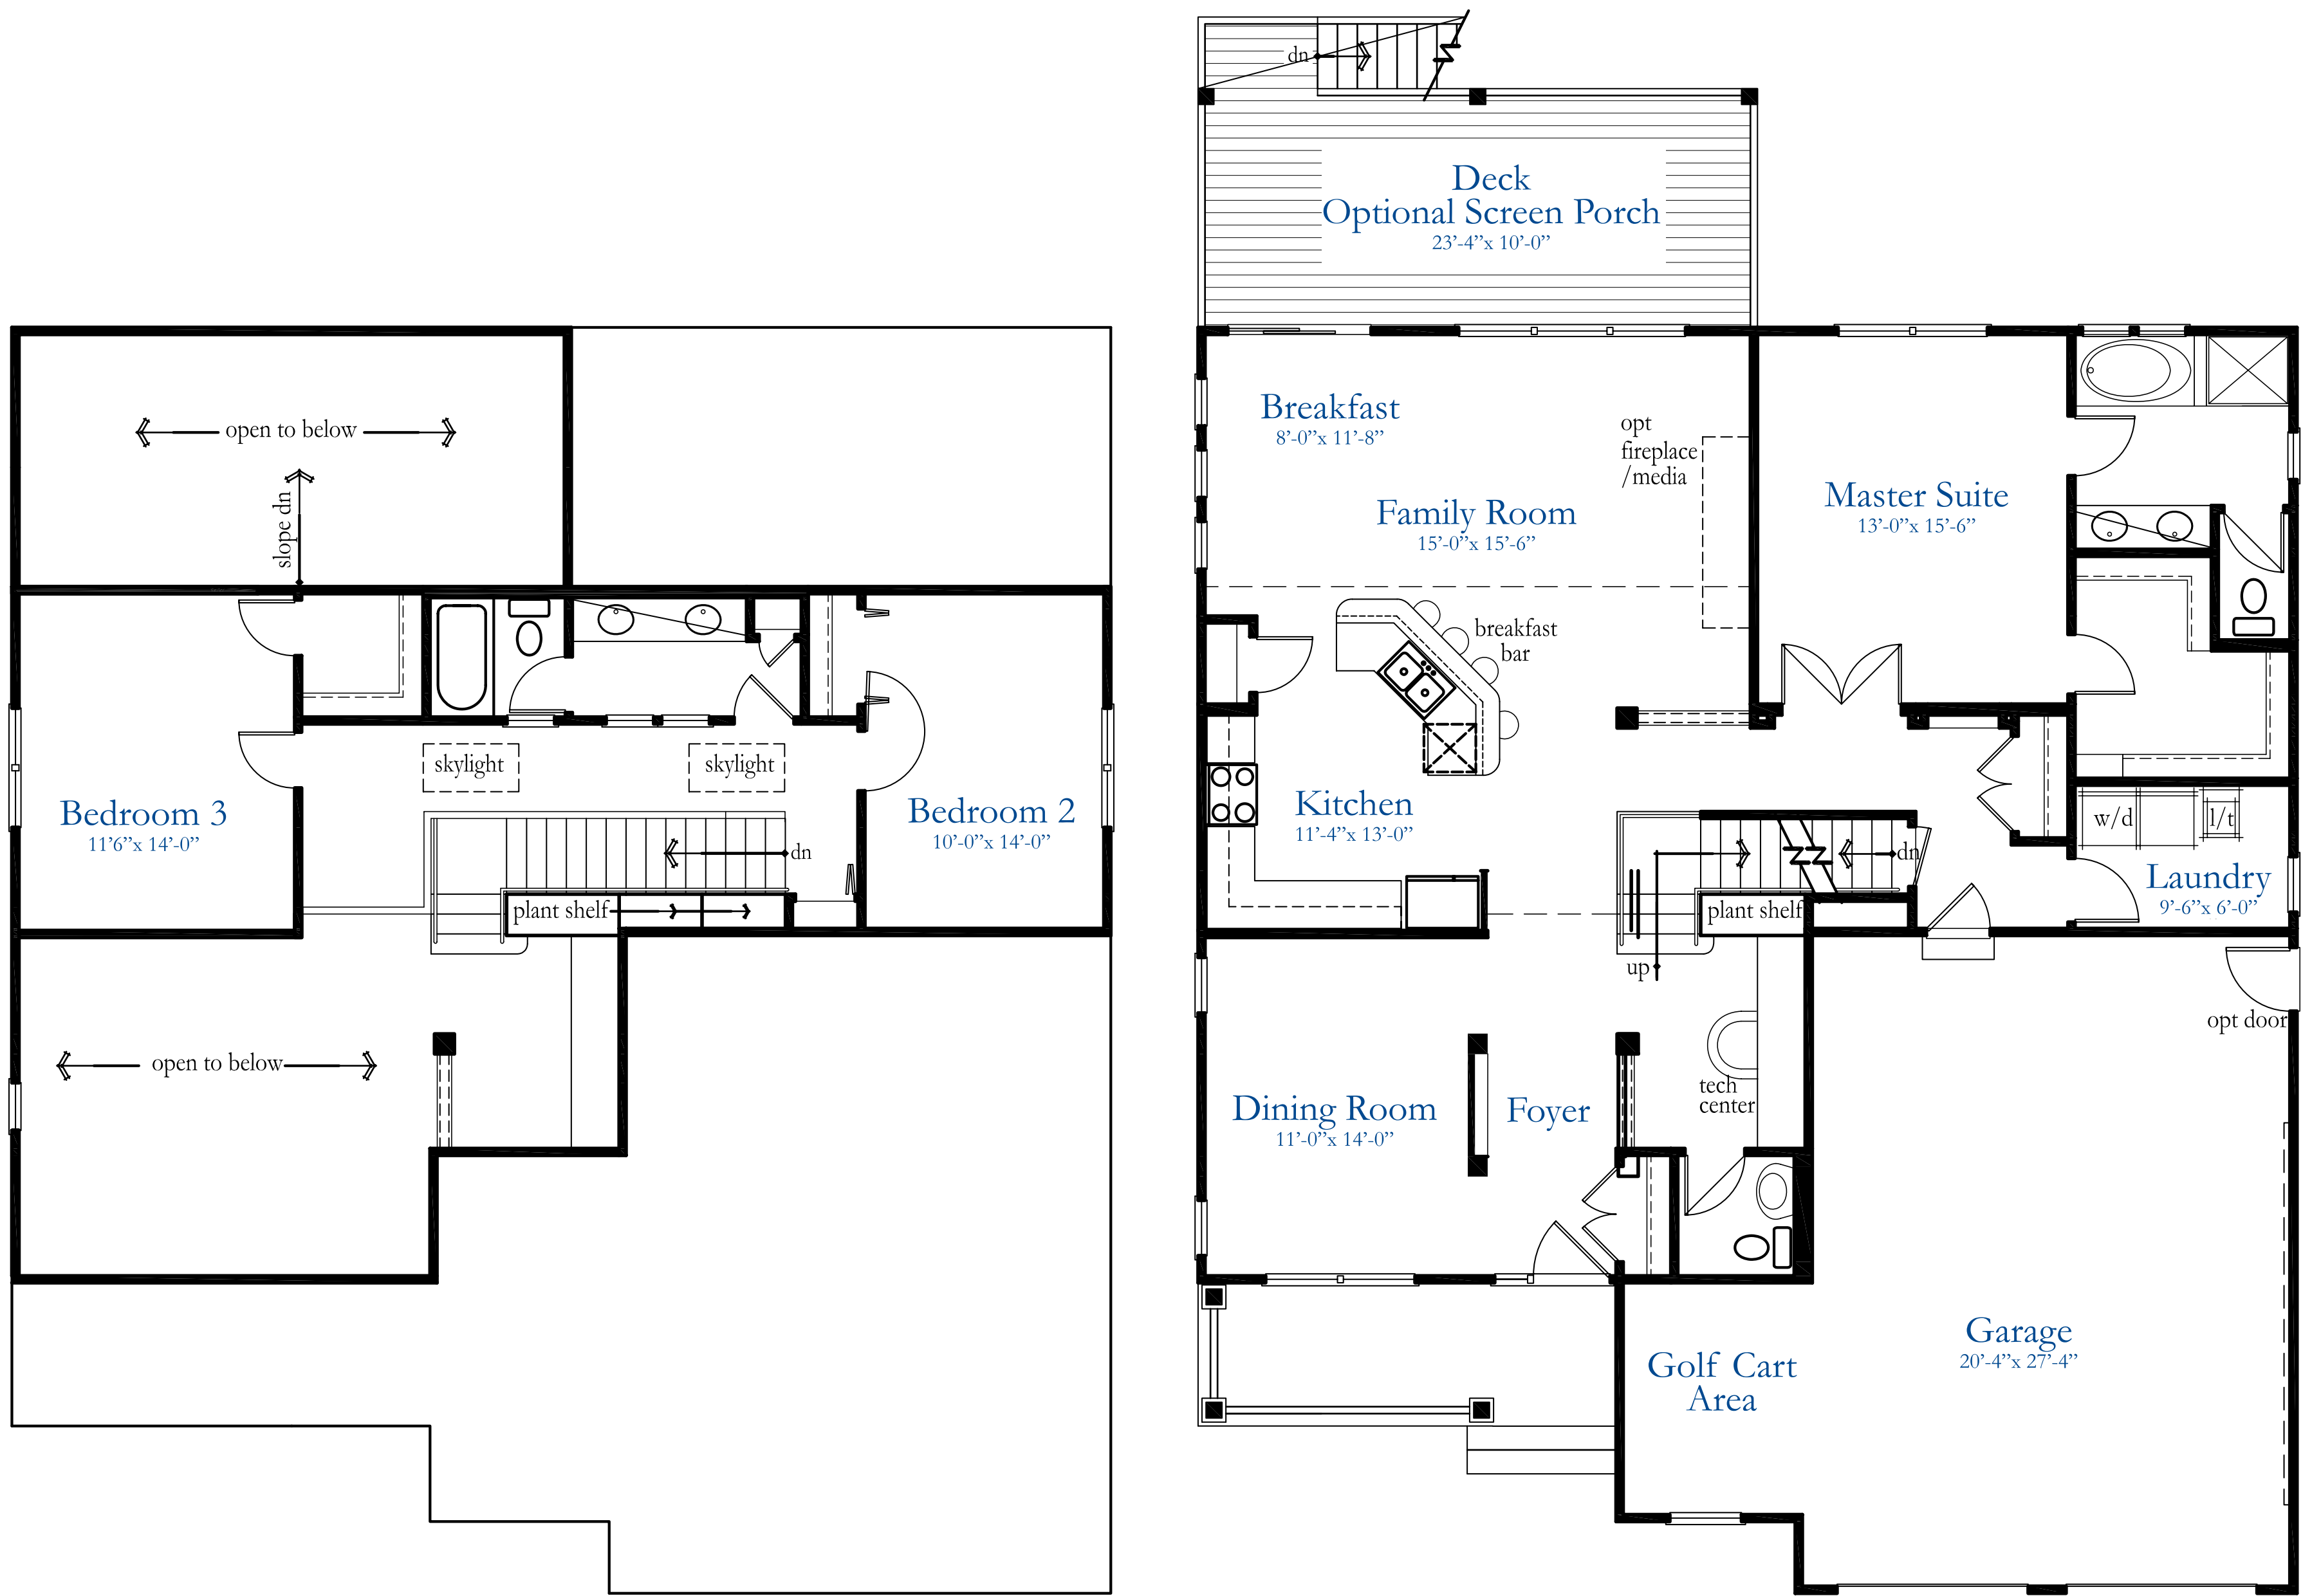 open to below
slope dn
skylight
skylight
Bedroom 3
11’6”x 14’-0”
Bedroom 2
10’-0”x 14’-0”
dn
plant shelf
open to below
dn
Deck
Optional Screen Porch
23’-4”x 10’-0”
Breakfast
8’-0”x 11’-8”
opt
fireplace
/media
Family Room
15’-0”x 15’-6”
Master Suite
13’-0”x 15’-6”
breakfast
bar
Kitchen
11’-4”x 13’-0”
w/d
l/t
dn
Laundry
9’-6”x 6’-0”
plant shelf
up
opt door
tech
center
Dining Room
11’-0”x 14’-0”
Foyer
Garage
20’-4”x 27’-4”
Golf Cart
Area